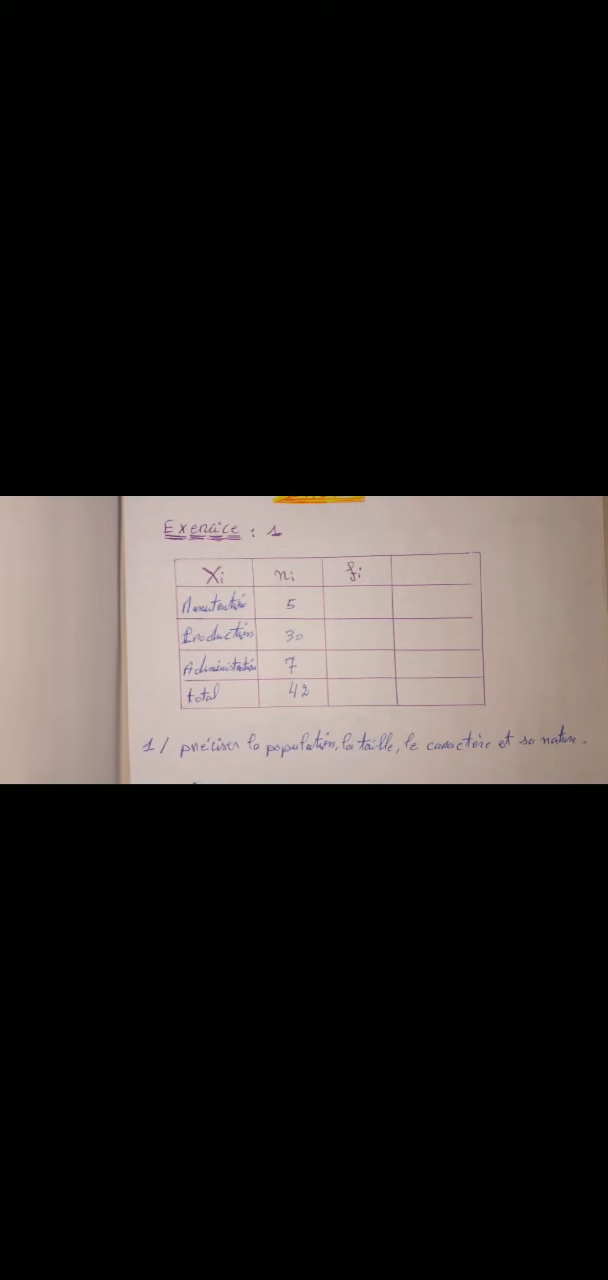 Exercice : 1
Xi ni fi
Manutention 5
Production 30
Administration 7
total 42
1/ préciser la population, la taille, le caractère et sa nature.